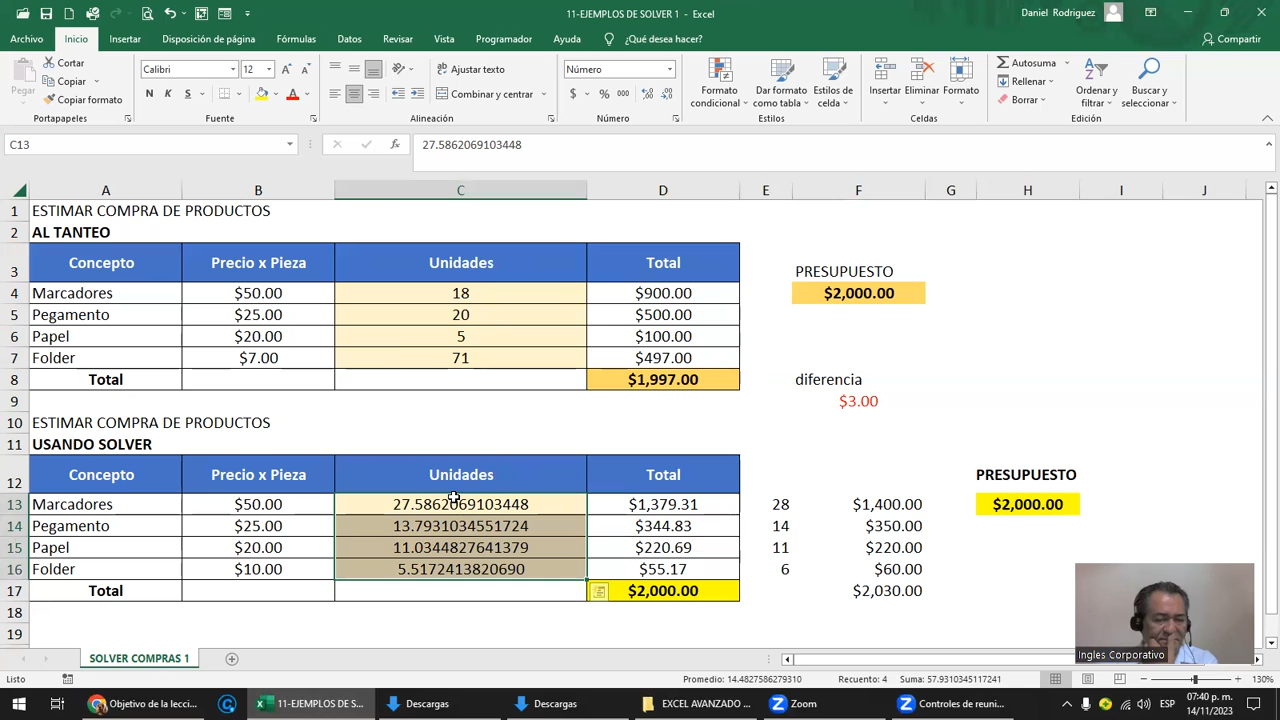 11-EJEMPLOS DE SOLVER 1 - Excel
Daniel Rodriguez
Archivo Inicio Insertar Disposición de página Fórmulas Datos Revisar Vista Programador Ayuda ¿Qué desea hacer? Compartir
Pegar
Cortar
Copiar
Copiar formato
Portapapeles
Calibri 12
N K S
Fuente
Ajustar texto
Combinar y centrar
Alineación
Número
$ % 000
Número
Formato condicional
Dar formato como tabla
Estilos de celda
Estilos
Insertar Eliminar Formato
Celdas
Autosuma
Rellenar
Borrar
Ordenar y filtrar
Buscar y seleccionar
Edición
C13 fx 27.5862069103448
A B C D E F G H I J
1 ESTIMAR COMPRA DE PRODUCTOS
2 AL TANTEO
3 Concepto Precio x Pieza Unidades Total PRESUPUESTO
4 Marcadores $50.00 18 $900.00 $2,000.00
5 Pegamento $25.00 20 $500.00
6 Papel $20.00 5 $100.00
7 Folder $7.00 71 $497.00
8 Total $1,997.00 diferencia
9 $3.00
10 ESTIMAR COMPRA DE PRODUCTOS
11 USANDO SOLVER
12 Concepto Precio x Pieza Unidades Total PRESUPUESTO
13 Marcadores $50.00 27.5862069103448 $1,379.31 28 $1,400.00 $2,000.00
14 Pegamento $25.00 13.7931034551724 $344.83 14 $350.00
15 Papel $20.00 11.0344827641379 $220.69 11 $220.00
16 Folder $10.00 5.5172413820690 $55.17 6 $60.00
17 Total $2,000.00 $2,030.00
18
19
Ingles Corporativo
SOLVER COMPRAS 1
Listo Promedio: 14.4827586279310 Recuento: 4 Suma: 57.9310345117241 130%
Objetivo de la lecci... 11-EJEMPLOS DE S... Descargas Descargas EXCEL AVANZADO ... Zoom Controles de reuni... ESP 07:40 p. m.
14/11/2023